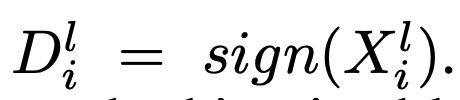 D_i^l = sign(X_i^l).